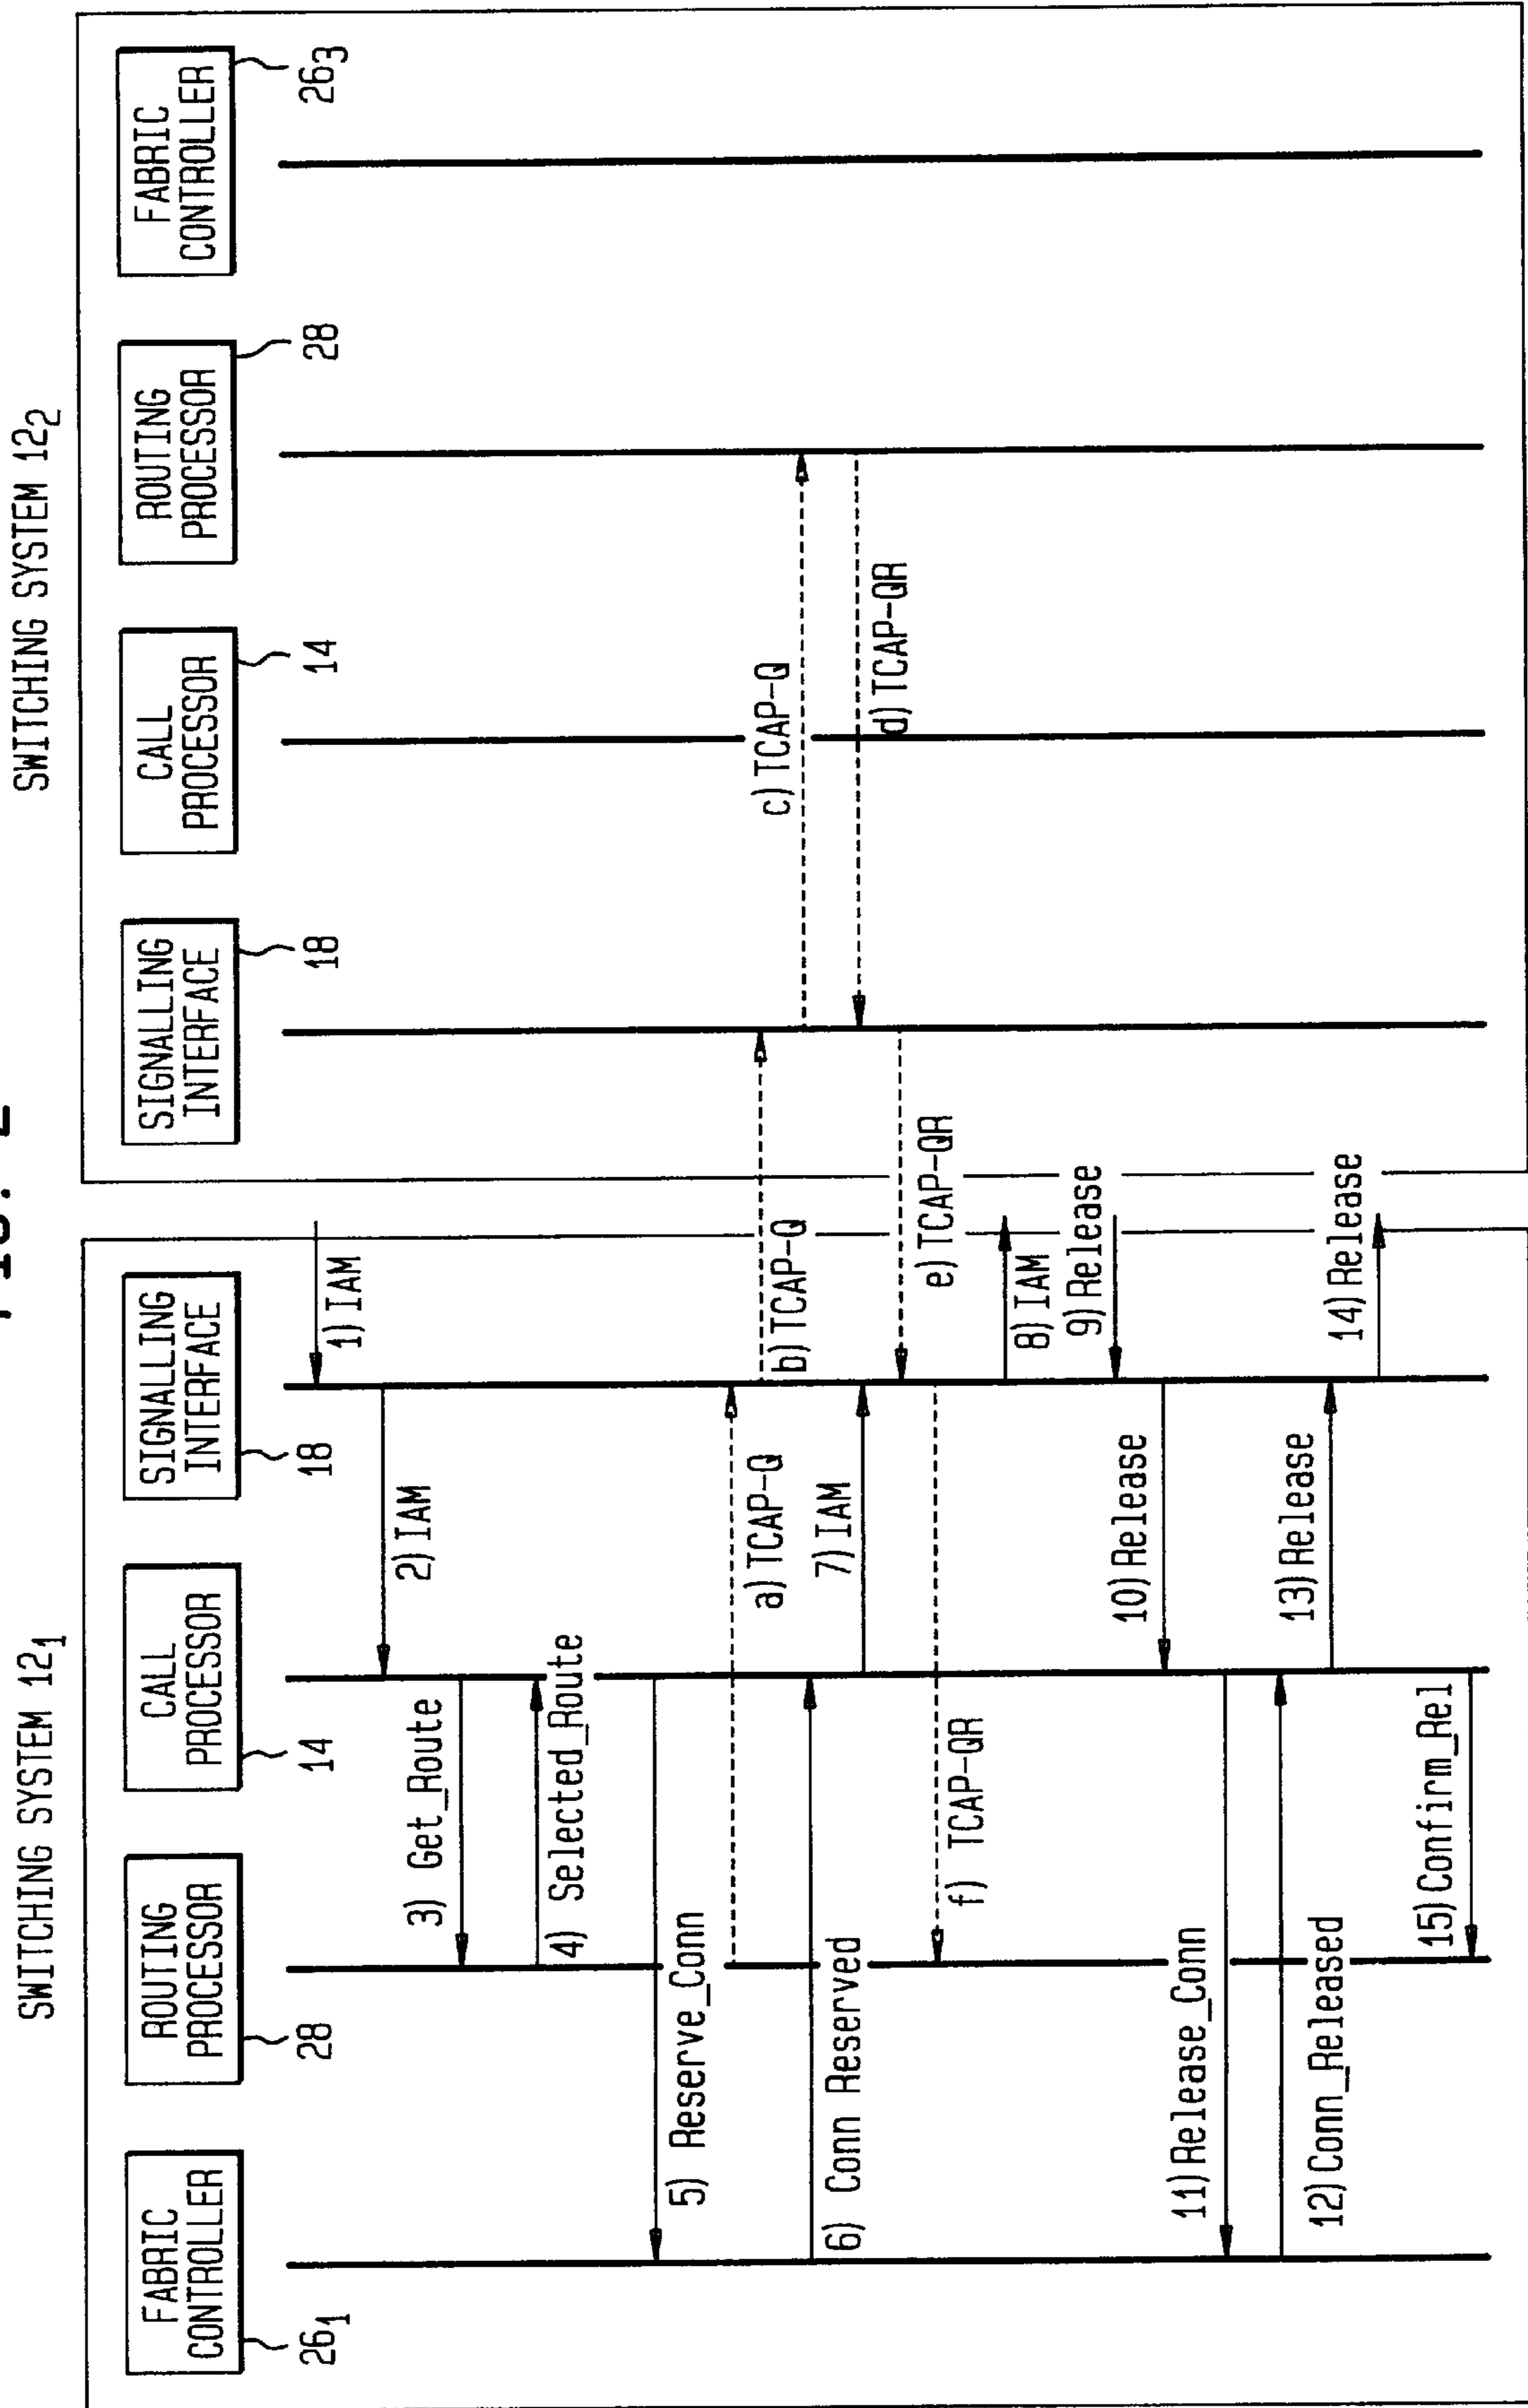 SWITCHING SYSTEM 12₁
SWITCHING SYSTEM 12₂
FABRIC
CONTROLLER
26₁
ROUTING
PROCESSOR
28
CALL
PROCESSOR
14
SIGNALLING
INTERFACE
18
SIGNALLING
INTERFACE
18
CALL
PROCESSOR
14
ROUTING
PROCESSOR
28
FABRIC
CONTROLLER
26₃
1) IAM
2) IAM
3) Get_Route
4) Selected_Route
5) Reserve_Conn
a) TCAP-Q
b) TCAP-Q
c) TCAP-Q
6) Conn Reserved
7) IAM
d) TCAP-QR
e) TCAP-QR
f) TCAP-QR
8) IAM
9) Release
10) Release
11) Release_Conn
12) Conn_Released
13) Release
14) Release
15) Confirm_Rel